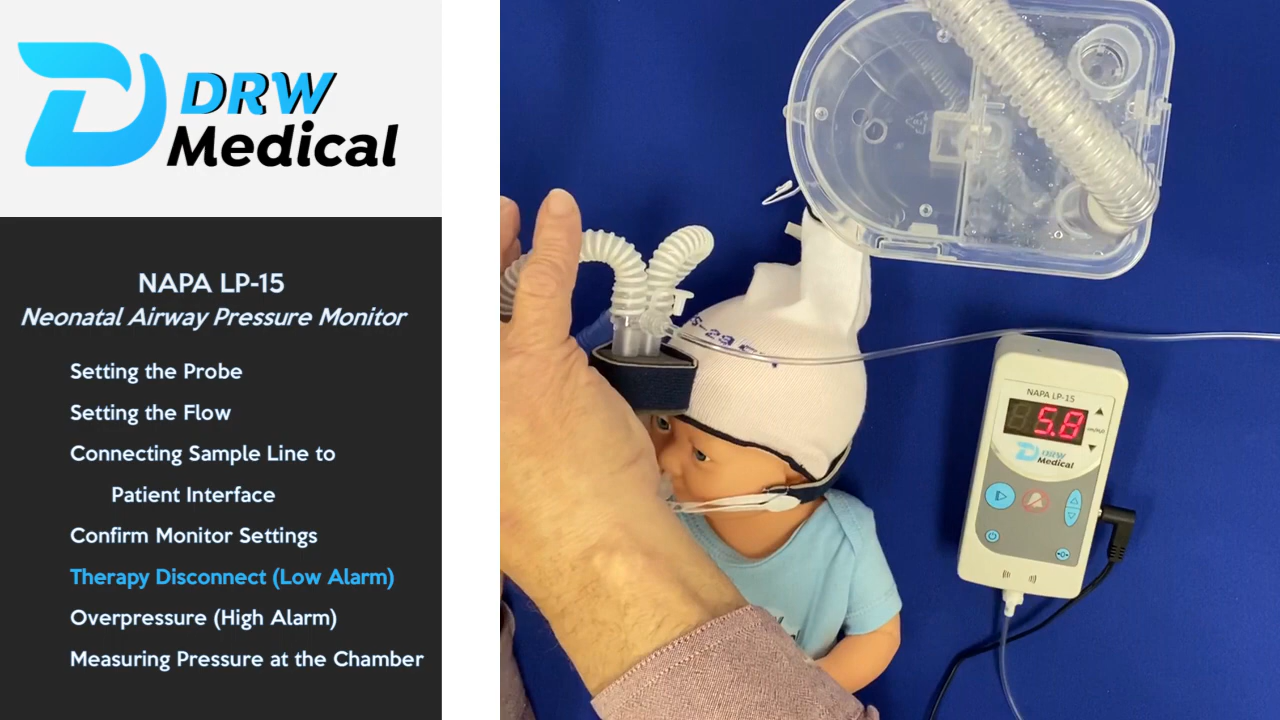 DRW
Medical
NAPA LP-15
Neonatal Airway Pressure Monitor
Setting the Probe
Setting the Flow
Connecting Sample Line to
Patient Interface
Confirm Monitor Settings
Therapy Disconnect (Low Alarm)
Overpressure (High Alarm)
Measuring Pressure at the Chamber
S-29
NAPA LP-15
5.8
DRW
Medical